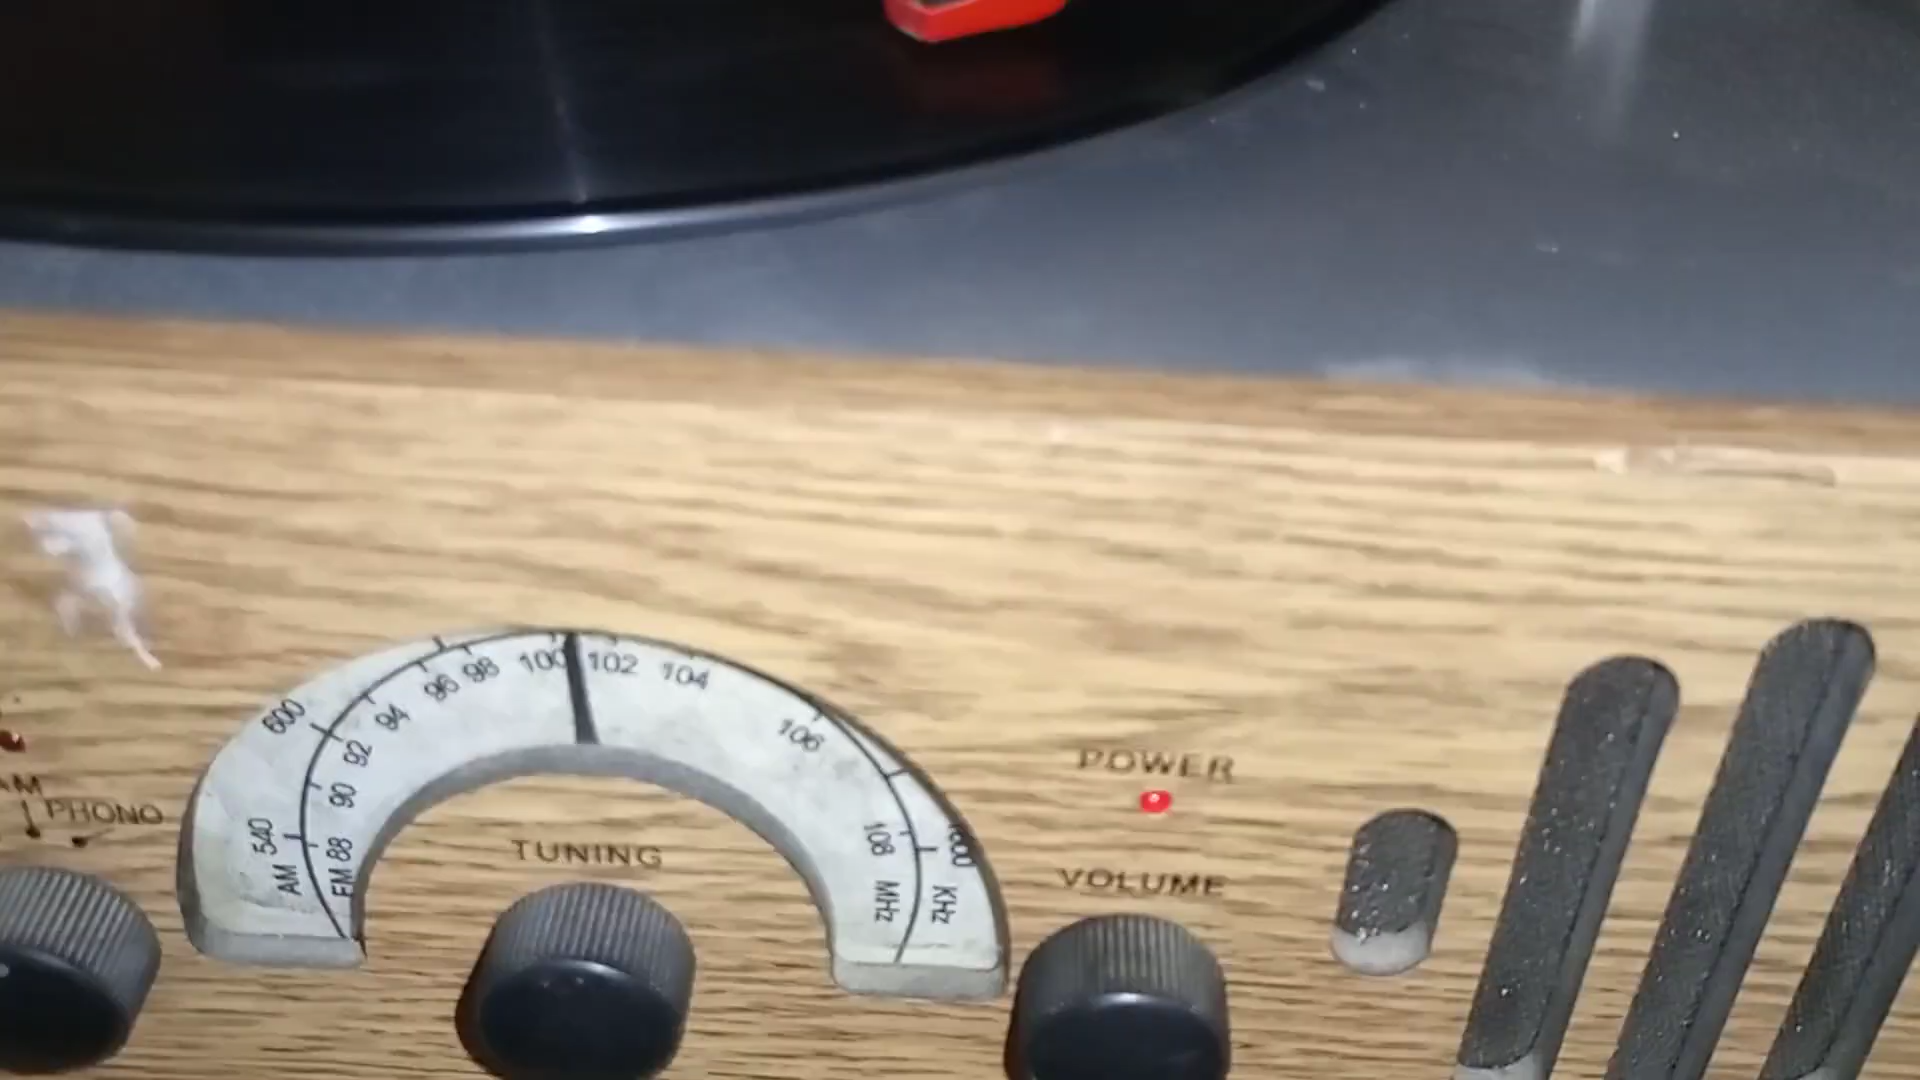 600
96 98 100 102 104
94
106
92
90
540
AM
FM 88
108
MHz
KHz
AM
PHONO
TUNING
POWER
VOLUME